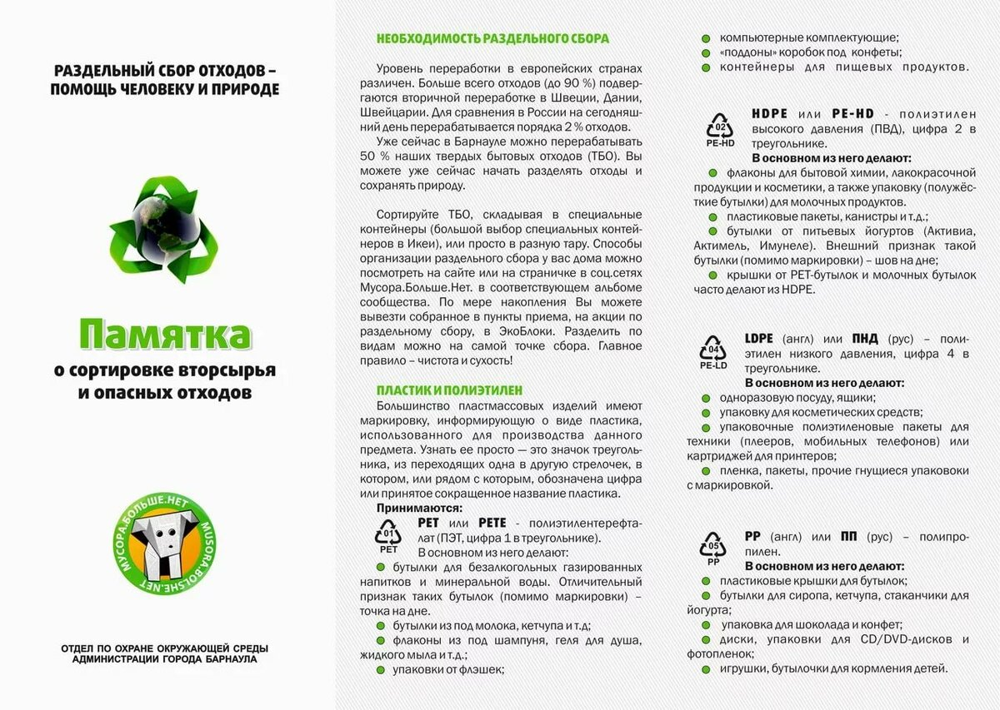 РАЗДЕЛЬНЫЙ СБОР ОТХОДОВ –
ПОМОЩЬ ЧЕЛОВЕКУ И ПРИРОДЕ
Памятка
о сортировке вторсырья
и опасных отходов
МУСОРА.БОЛЬШЕ.НЕТ
MUSORA.BOLSHE.NET
ОТДЕЛ ПО ОХРАНЕ ОКРУЖАЮЩЕЙ СРЕДЫ
АДМИНИСТРАЦИИ ГОРОДА БАРНАУЛА
НЕОБХОДИМОСТЬ РАЗДЕЛЬНОГО СБОРА
Уровень переработки в европейских странах
различен. Больше всего отходов (до 90 %) подвер-
гаются вторичной переработке в Швеции, Дании,
Швейцарии. Для сравнения в России на сегодняш-
ний день перерабатывается порядка 2 % отходов.
Уже сейчас в Барнауле можно перерабатывать
50 % наших твердых бытовых отходов (ТБО). Вы
можете уже сейчас начать разделять отходы и
сохранять природу.
Сортируйте ТБО, складывая в специальные
контейнеры (большой выбор специальных контей-
неров в Икеи), или просто в разную тару. Способы
организации раздельного сбора у вас дома можно
посмотреть на сайте или на страничке в соц.сетях
Мусора.Больше.Нет. в соответствующем альбоме
сообщества. По мере накопления Вы можете
вывезти собранное в пункты приема, на акции по
раздельному сбору, в ЭкоБлоки. Разделить по
видам можно на самой точке сбора. Главное
правило – чистота и сухость!
ПЛАСТИК И ПОЛИЭТИЛЕН
Большинство пластмассовых изделий имеют
маркировку, информирующую о виде пластика,
использованного для производства данного
предмета. Узнать ее просто — это значок треуголь-
ника, из переходящих одна в другую стрелочек, в
котором, или рядом с которым, обозначена цифра
или принятое сокращенное название пластика.
Принимаются:
01
PET
PET или PETE - полиэтилентерефта-
лат (ПЭТ, цифра 1 в треугольнике).
В основном из него делают:
бутылки для безалкогольных газированных
напитков и минеральной воды. Отличительный
признак таких бутылок (помимо маркировки) –
точка на дне.
бутылки из под молока, кетчупа и т.д;
флаконы из под шампуня, геля для душа,
жидкого мыла и т.д.;
упаковки от флэшек;
компьютерные комплектующие;
«поддоны» коробок под конфеты;
контейнеры для пищевых продуктов.
02
PE-HD
HDPE или PE-HD - полиэтилен
высокого давления (ПВД), цифра 2 в
треугольнике.
В основном из него делают:
флаконы для бытовой химии, лакокрасочной
продукции и косметики, а также упаковку (полужёс-
ткие бутылки) для молочных продуктов.
пластиковые пакеты, канистры и т.д.;
бутылки от питьевых йогуртов (Активиа,
Актимель, Имунеле). Внешний признак такой
бутылки (помимо маркировки) – шов на дне;
крышки от PET-бутылок и молочных бутылок
часто делают из HDPE.
04
PE-LD
LDPE (англ) или ПНД (рус) – поли-
этилен низкого давления, цифра 4 в
треугольнике.
В основном из него делают:
одноразовую посуду, ящики;
упаковку для косметических средств;
упаковочные полиэтиленовые пакеты для
техники (плееров, мобильных телефонов) или
картриджей для принтеров;
пленка, пакеты, прочие гнущиеся упаковоки
с маркировкой.
05
PP
PP (англ) или ПП (рус) – полипро-
пилен.
В основном из него делают:
пластиковые крышки для бутылок;
бутылки для сиропа, кетчупа, стаканчики для
йогурта;
упаковка для шоколада и конфет;
диски, упаковки для CD/DVD-дисков и
фотопленок;
игрушки, бутылочки для кормления детей.